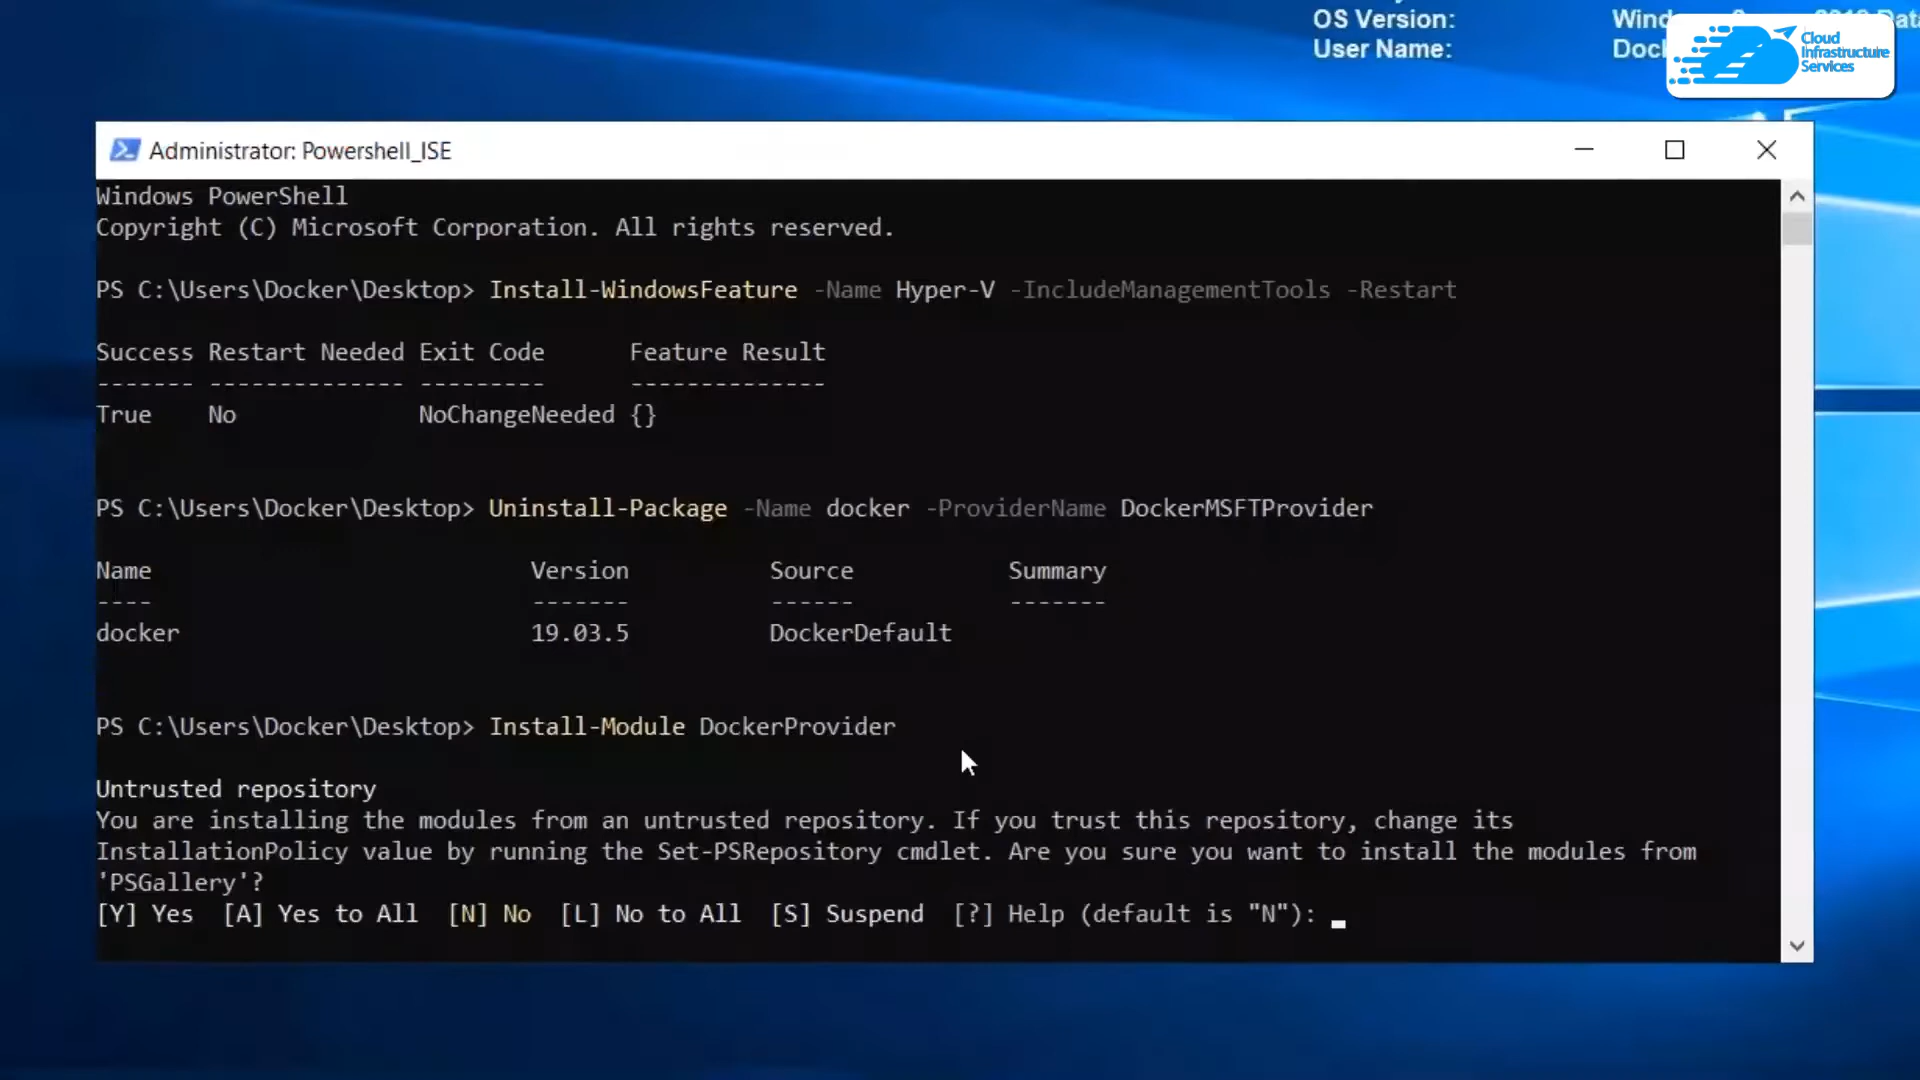 OS Version:
User Name:
Cloud
Infrastructure
Services
Administrator: Powershell_ISE
Windows PowerShell
Copyright (C) Microsoft Corporation. All rights reserved.
PS C:\Users\Docker\Desktop> Install-WindowsFeature -Name Hyper-V -IncludeManagementTools -Restart
Success Restart Needed Exit Code Feature Result
------- -------------- --------- --------------
True No NoChangeNeeded {}
PS C:\Users\Docker\Desktop> Uninstall-Package -Name docker -ProviderName DockerMSFTProvider
Name Version Source Summary
---- ------- ------ -------
docker 19.03.5 DockerDefault
PS C:\Users\Docker\Desktop> Install-Module DockerProvider
Untrusted repository
You are installing the modules from an untrusted repository. If you trust this repository, change its
InstallationPolicy value by running the Set-PSRepository cmdlet. Are you sure you want to install the modules from
'PSGallery'?
[Y] Yes [A] Yes to All [N] No [L] No to All [S] Suspend [?] Help (default is "N"):